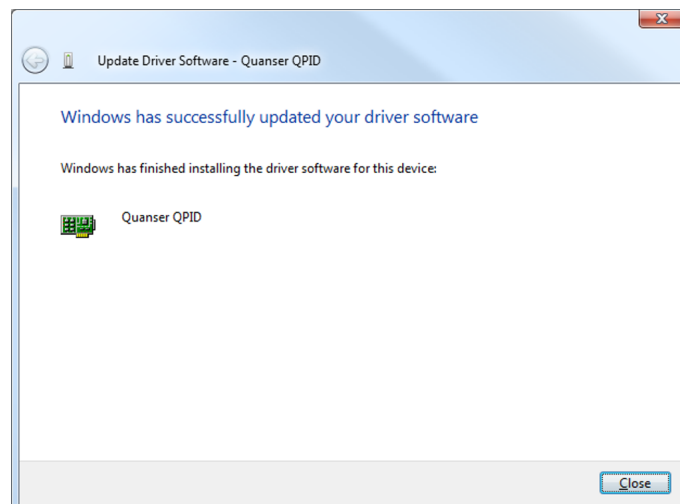 Update Driver Software - Quanser QPID
Windows has successfully updated your driver software
Windows has finished installing the driver software for this device:
Quanser QPID
Close